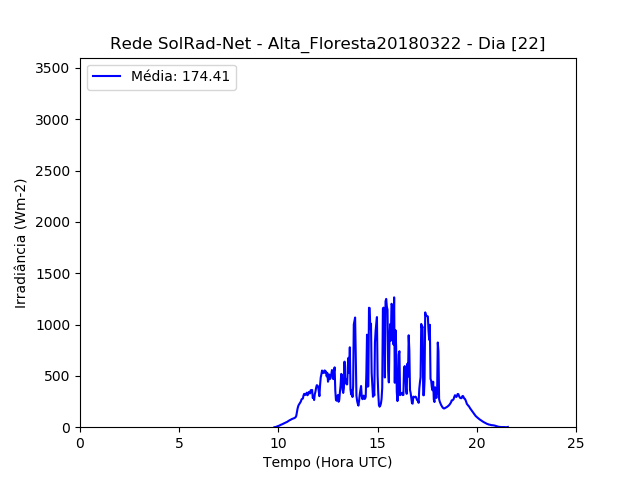 Rede SolRad-Net - Alta_Floresta20180322 - Dia [22]
Média: 174.41
Irradiância (Wm-2)
3500
3000
2500
2000
1500
1000
500
0
0 5 10 15 20 25
Tempo (Hora UTC)